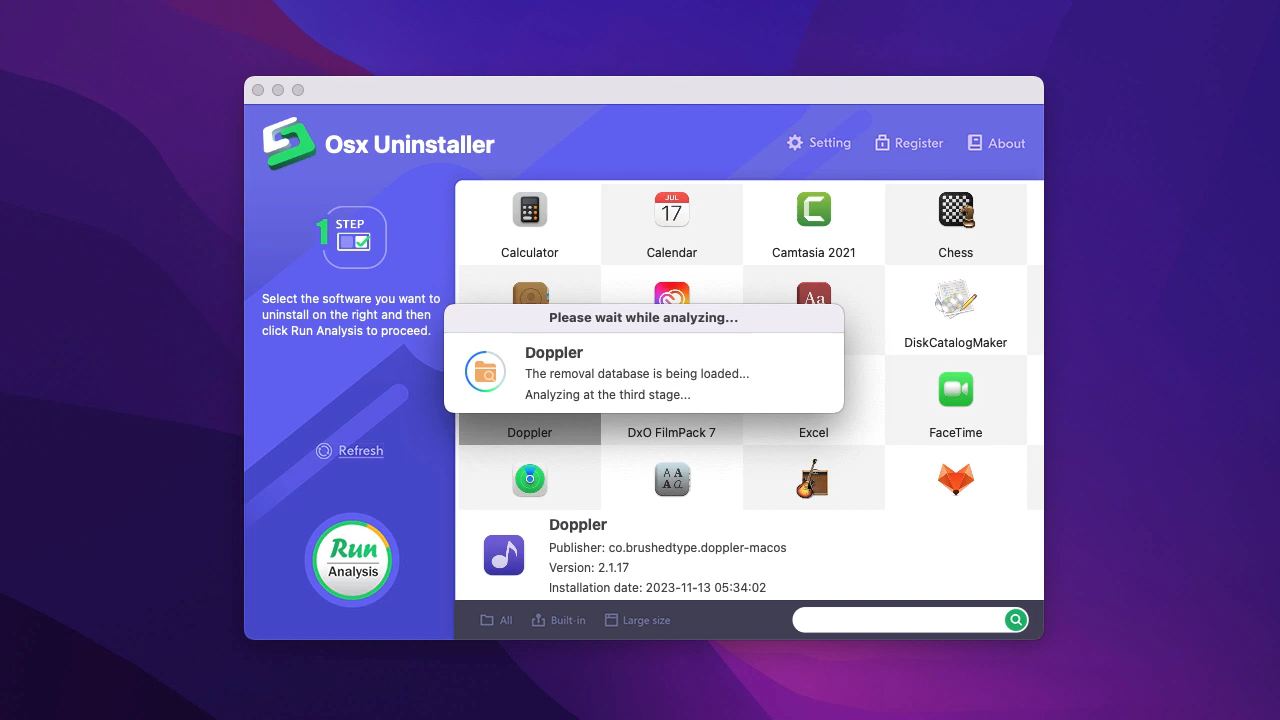 Osx Uninstaller
Setting
Register
About
1
STEP
Select the software you want to
uninstall on the right and then
click Run Analysis to proceed.
Refresh
Run
Analysis
Calculator
JUL
17
Calendar
C
Camtasia 2021
Chess
Aa
DiskCatalogMaker
Please wait while analyzing...
Doppler
The removal database is being loaded...
Analyzing at the third stage...
Doppler
DxO FilmPack 7
Excel
FaceTime
A A
A a
Doppler
Publisher: co.brushedtype.doppler-macos
Version: 2.1.17
Installation date: 2023-11-13 05:34:02
All
Built-in
Large size